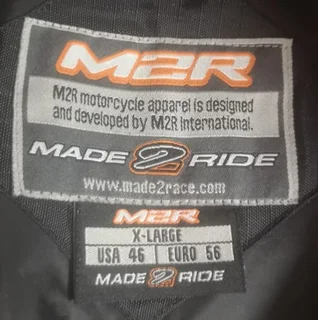 M2R
M2R motorcycle apparel is designed
and developed by M2R International.
MADE 2 RIDE
www.made2race.com
M2R
X-LARGE
USA 46 EURO 56
MADE 2 RIDE